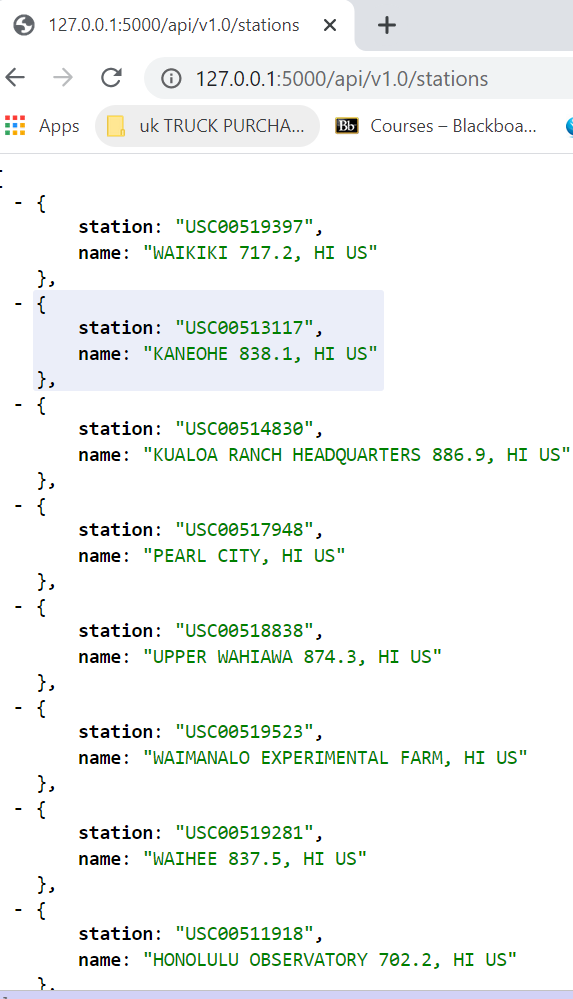 127.0.0.1:5000/api/v1.0/stations
127.0.0.1:5000/api/v1.0/stations
Apps uk TRUCK PURCHA... Bb Courses – Blackboa...
[
- {
station: "USC00519397",
name: "WAIKIKI 717.2, HI US"
},
- {
station: "USC00513117",
name: "KANEOHE 838.1, HI US"
},
- {
station: "USC00514830",
name: "KUALOA RANCH HEADQUARTERS 886.9, HI US"
},
- {
station: "USC00517948",
name: "PEARL CITY, HI US"
},
- {
station: "USC00518838",
name: "UPPER WAHIAWA 874.3, HI US"
},
- {
station: "USC00519523",
name: "WAIMANALO EXPERIMENTAL FARM, HI US"
},
- {
station: "USC00519281",
name: "WAIHEE 837.5, HI US"
},
- {
station: "USC00511918",
name: "HONOLULU OBSERVATORY 702.2, HI US"
},